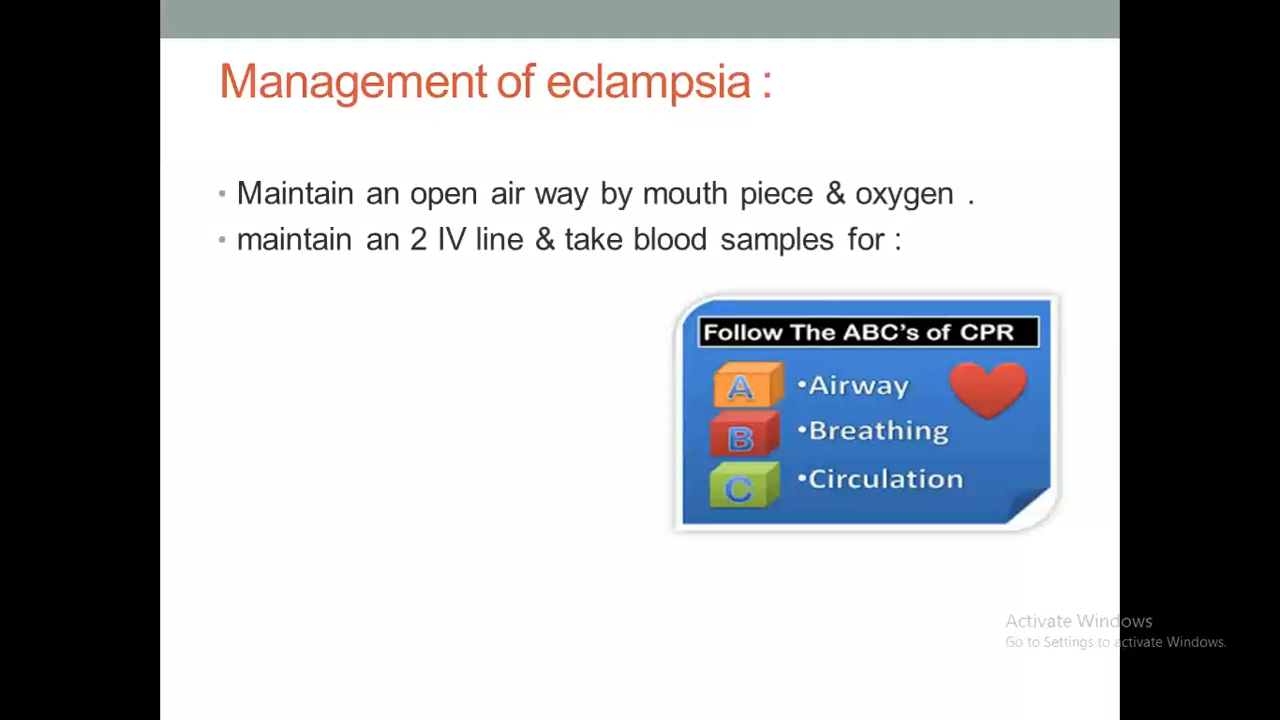 Management of eclampsia :
• Maintain an open air way by mouth piece & oxygen .
• maintain an 2 IV line & take blood samples for :
Follow The ABC's of CPR
A •Airway
B •Breathing
C •Circulation
Activate Windows
Go to Settings to activate Windows.